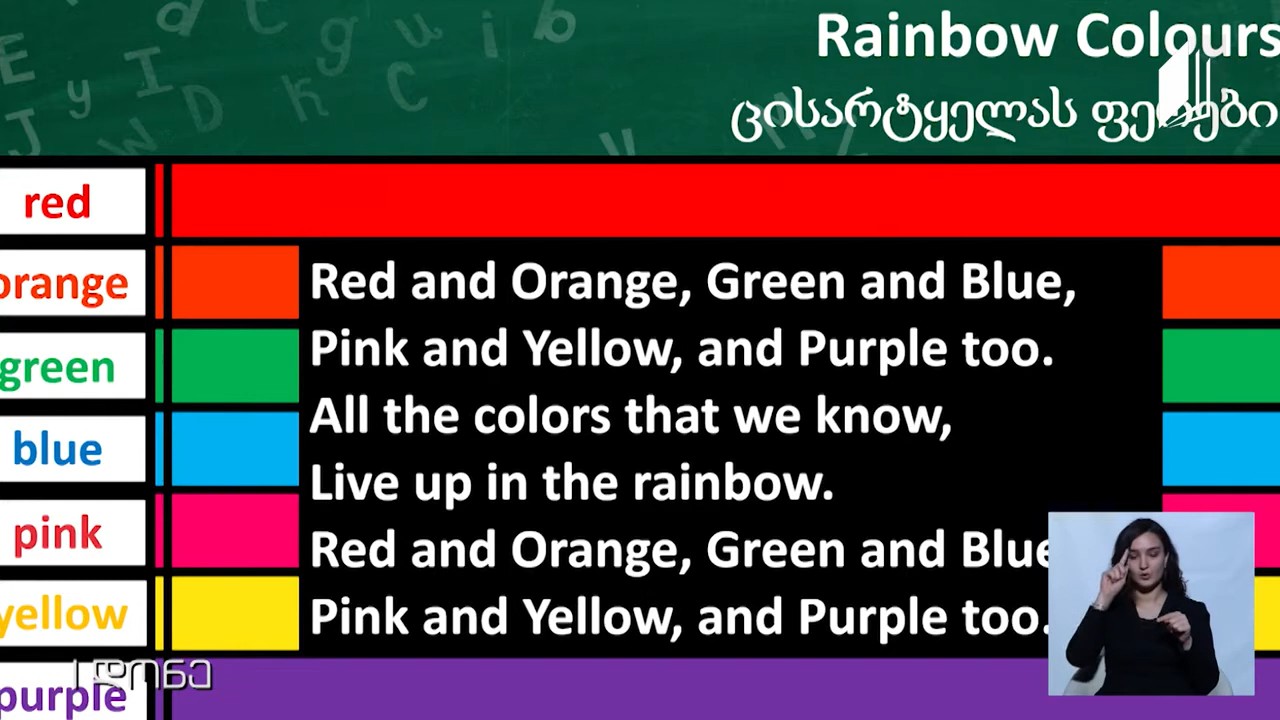 Rainbow Colours
ცისარტყელას ფერები
red
orange
green
blue
pink
yellow
purple
Red and Orange, Green and Blue,
Pink and Yellow, and Purple too.
All the colors that we know,
Live up in the rainbow.
Red and Orange, Green and Blue
Pink and Yellow, and Purple too.
I დონე